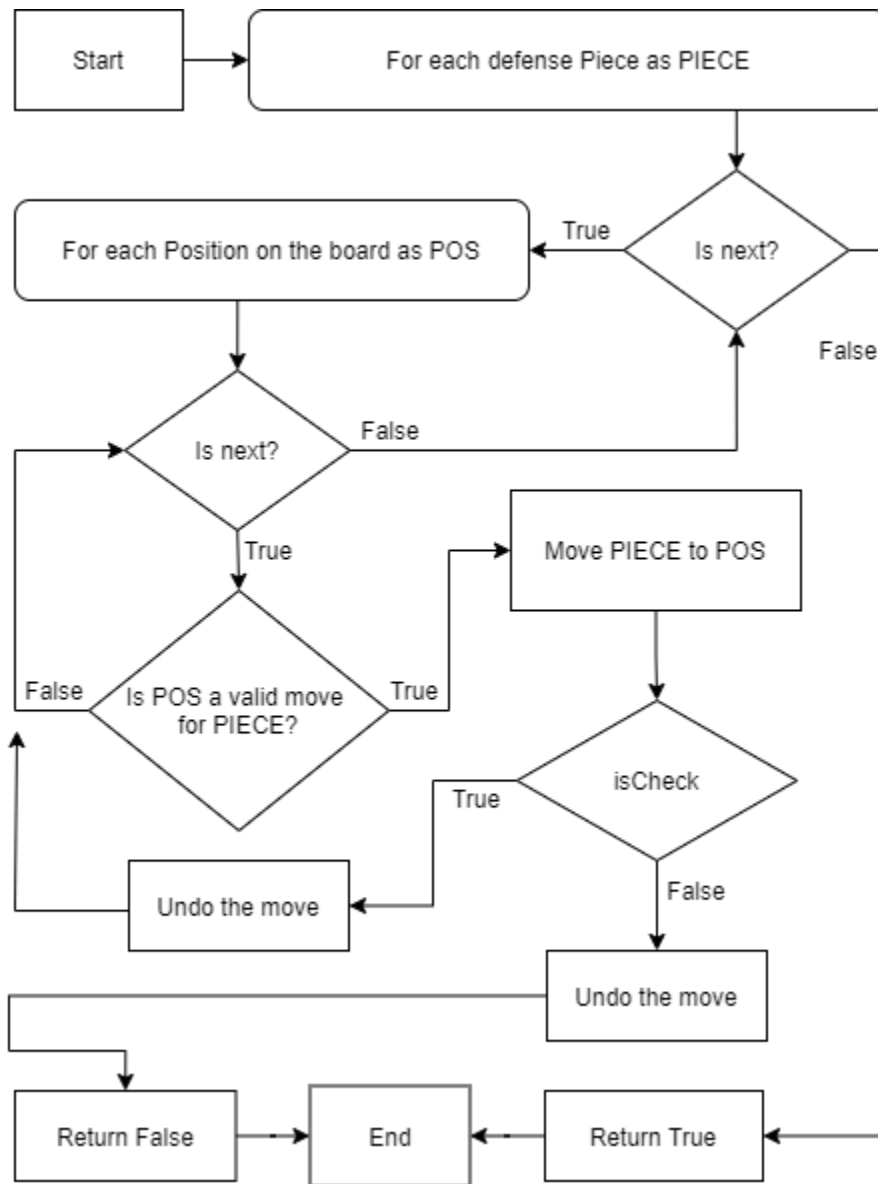 Start
For each defense Piece as PIECE
True
Is next?
For each Position on the board as POS
False
Is next?
False
True
Move PIECE to POS
False
Is POS a valid move
for PIECE?
True
isCheck
True
Undo the move
False
Undo the move
Return False
End
Return True